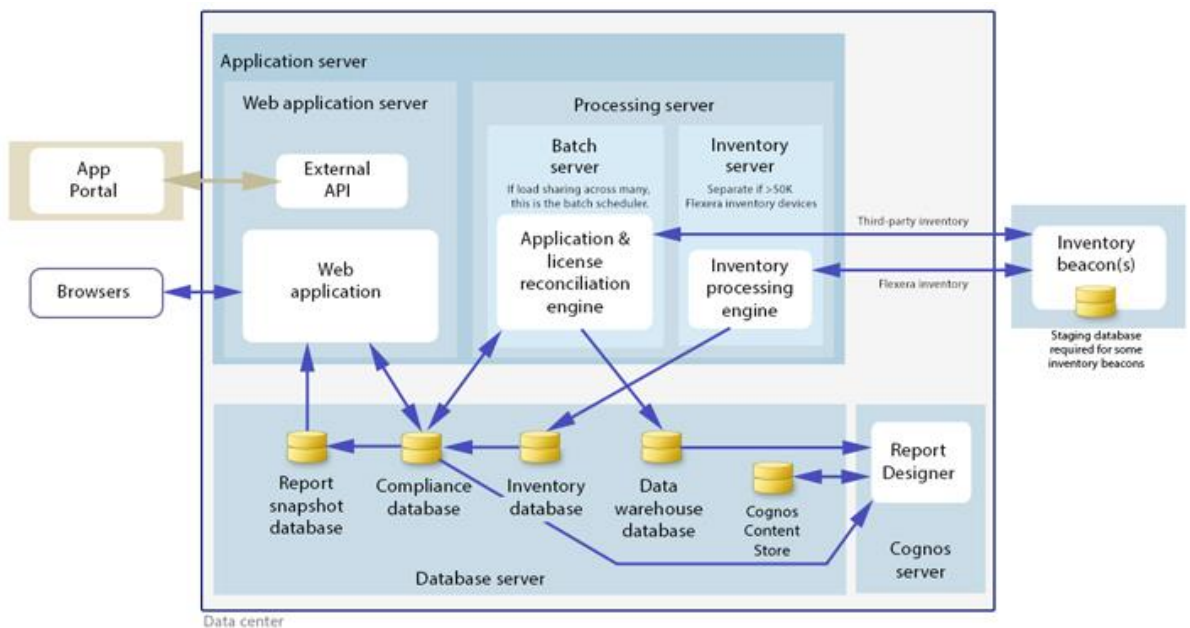 Application server
Web application server
Processing server
App
Portal
External
API
Batch
server
If load sharing across many,
this is the batch scheduler.
Inventory
server
Separate if >50K
Flexera inventory devices
Third-party inventory
Browsers
Web
application
Application &
license
reconciliation
engine
Inventory
processing
engine
Flexera inventory
Inventory
beacon(s)
Staging database
required for some
inventory beacons
Report
snapshot
database
Compliance
database
Inventory
database
Data
warehouse
database
Cognos
Content
Store
Report
Designer
Database server
Cognos
server
Data center